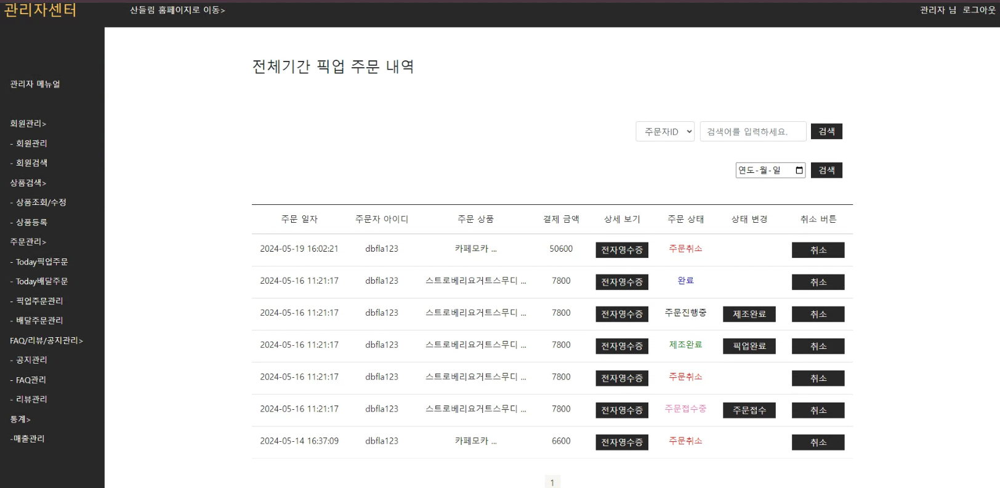 관리자센터
산들림 홈페이지로 이동>
관리자 님 로그아웃
관리자 메뉴얼
회원관리>
- 회원관리
- 회원검색
상품검색>
- 상품조회/수정
- 상품등록
주문관리>
- Today픽업주문
- Today배달주문
- 픽업주문관리
- 배달주문관리
FAQ/리뷰/공지관리>
- 공지관리
- FAQ관리
- 리뷰관리
통계>
-매출관리
전체기간 픽업 주문 내역
주문자ID 검색어를 입력하세요. 검색
연도-월-일 검색
주문 일자 주문자 아이디 주문 상품 결제 금액 상세 보기 주문 상태 상태 변경 취소 버튼
2024-05-19 16:02:21 dbfla123 카페모카 ... 50600 전자영수증 주문취소 취소
2024-05-16 11:21:17 dbfla123 스트로베리요거트스무디 ... 7800 전자영수증 완료 취소
2024-05-16 11:21:17 dbfla123 스트로베리요거트스무디 ... 7800 전자영수증 주문진행중 제조완료 취소
2024-05-16 11:21:17 dbfla123 스트로베리요거트스무디 ... 7800 전자영수증 제조완료 픽업완료 취소
2024-05-16 11:21:17 dbfla123 스트로베리요거트스무디 ... 7800 전자영수증 주문취소 취소
2024-05-16 11:21:17 dbfla123 스트로베리요거트스무디 ... 7800 전자영수증 주문접수중 주문접수 취소
2024-05-14 16:37:09 dbfla123 카페모카 ... 6600 전자영수증 주문취소 취소
1